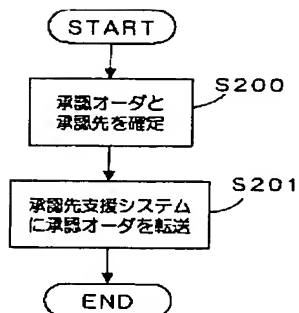 START
S200
承認オーダと
承認先を確定
S201
承認先支援システム
に承認オーダを転送
END